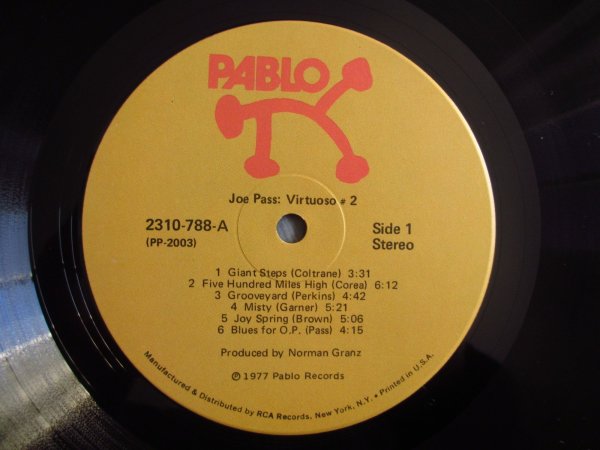 PABLO
Joe Pass: Virtuoso # 2
2310-788-A
(PP-2003)
Side 1
Stereo
1 Giant Steps (Coltrane) 3:31
2 Five Hundred Miles High (Corea) 6:12
3 Grooveyard (Perkins) 4:42
4 Misty (Garner) 5:21
5 Joy Spring (Brown) 5:06
6 Blues for O.P. (Pass) 4:15
Produced by Norman Granz
℗ 1977 Pablo Records
Manufactured & Distributed by RCA Records, New York, N.Y. • Printed in U.S.A.